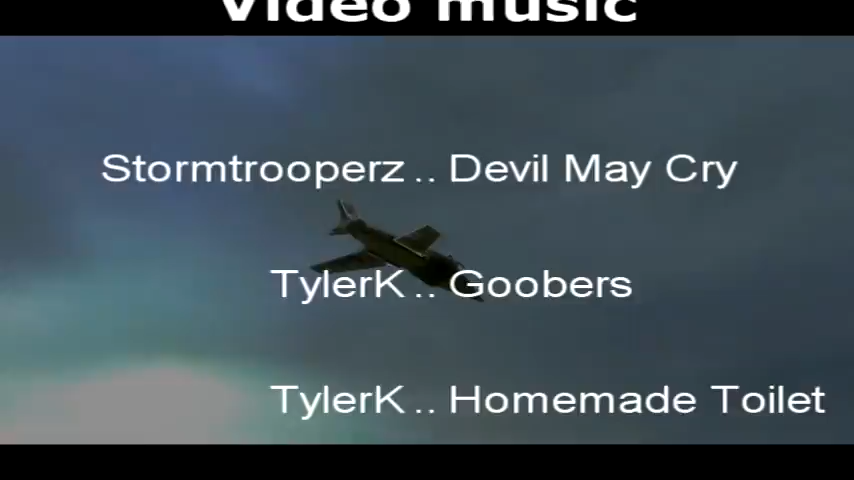 Video music
Stormtrooperz .. Devil May Cry
TylerK .. Goobers
TylerK .. Homemade Toilet